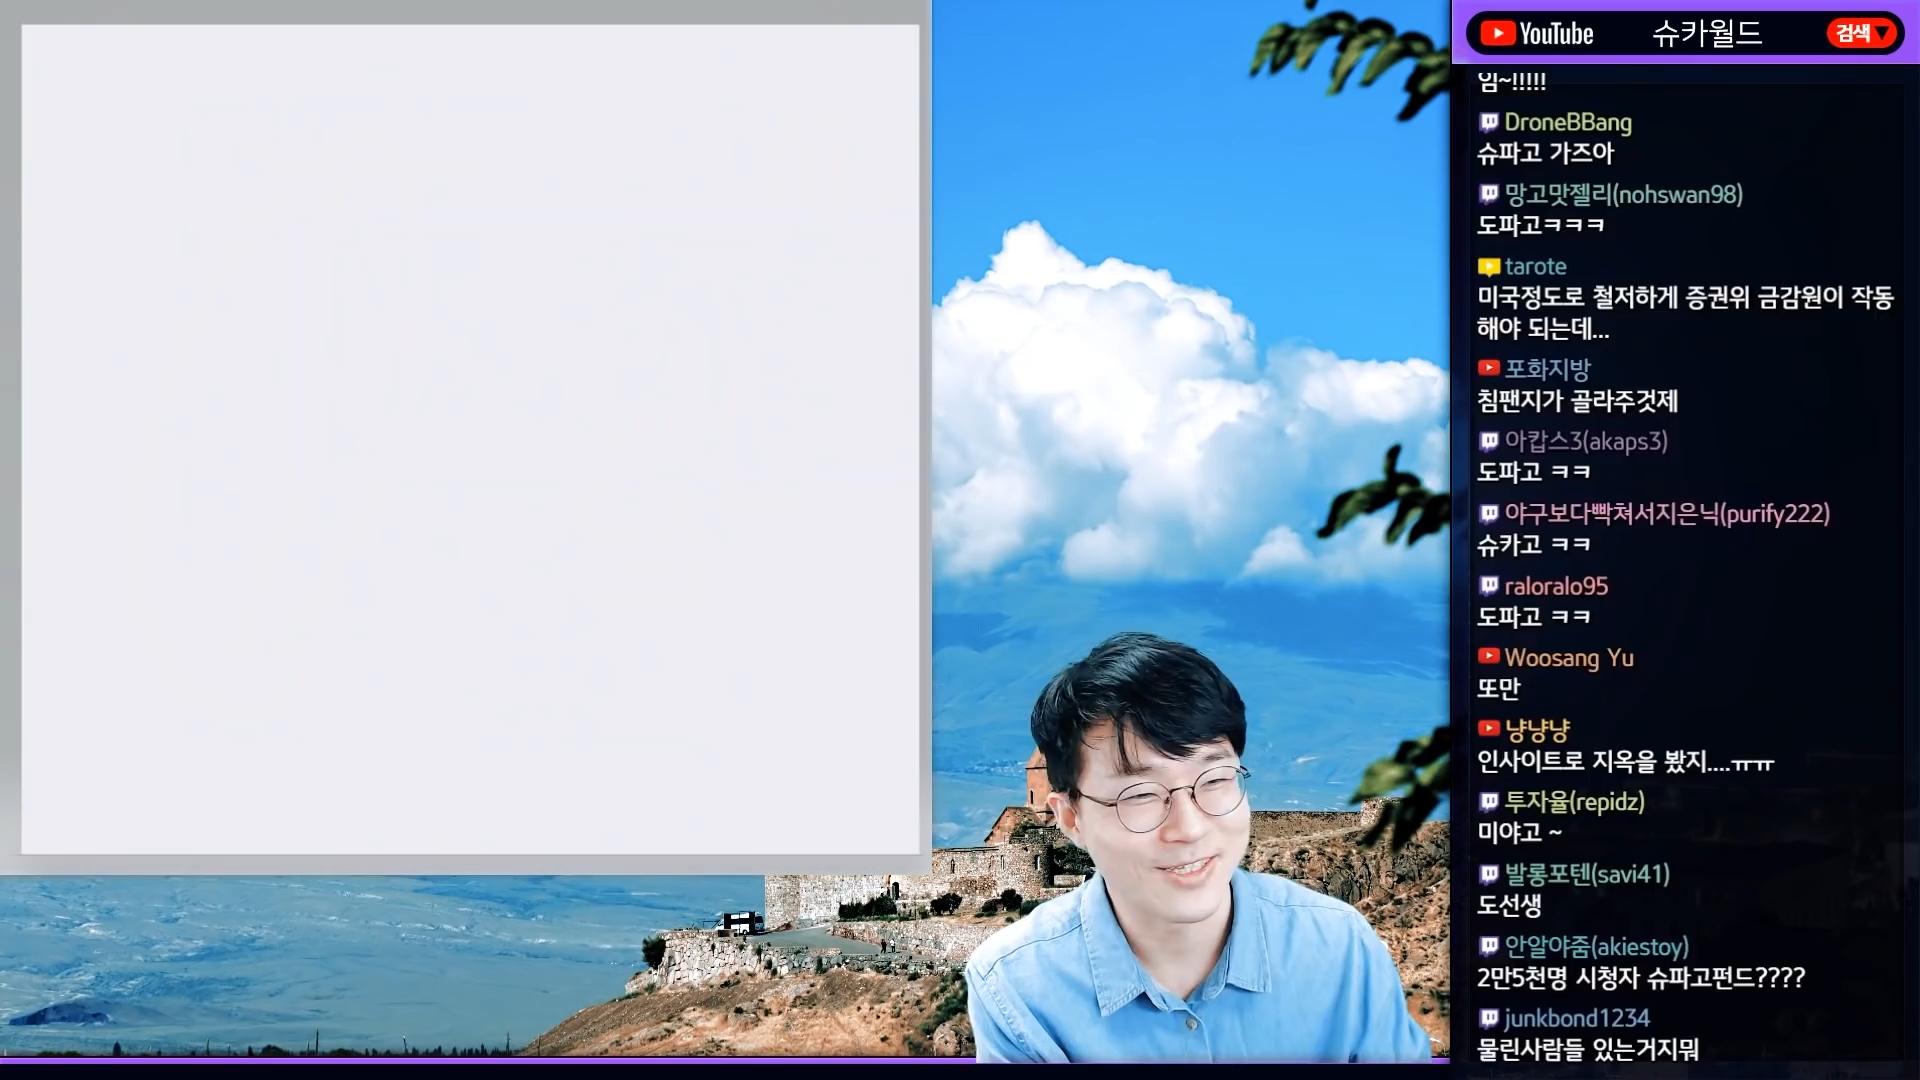 YouTube 슈카월드 검색▼
임~!!!!!
DroneBBang
슈파고 가즈아
망고맛젤리(nohswan98)
도파고ㅋㅋㅋ
tarote
미국정도로 철저하게 증권위 금감원이 작동
해야 되는데...
포화지방
침팬지가 골라주것제
아캅스3(akaps3)
도파고 ㅋㅋ
야구보다빡쳐서지은닉(purify222)
슈카고 ㅋㅋ
raloralo95
도파고 ㅋㅋ
Woosang Yu
또만
냥냥냥
인사이트로 지옥을 봤지....ㅠㅠ
투자율(repidz)
미야고 ~
발롱포텐(savi41)
도선생
안알야줌(akiestoy)
2만5천명 시청자 슈파고펀드????
junkbond1234
물린사람들 있는거지뭐